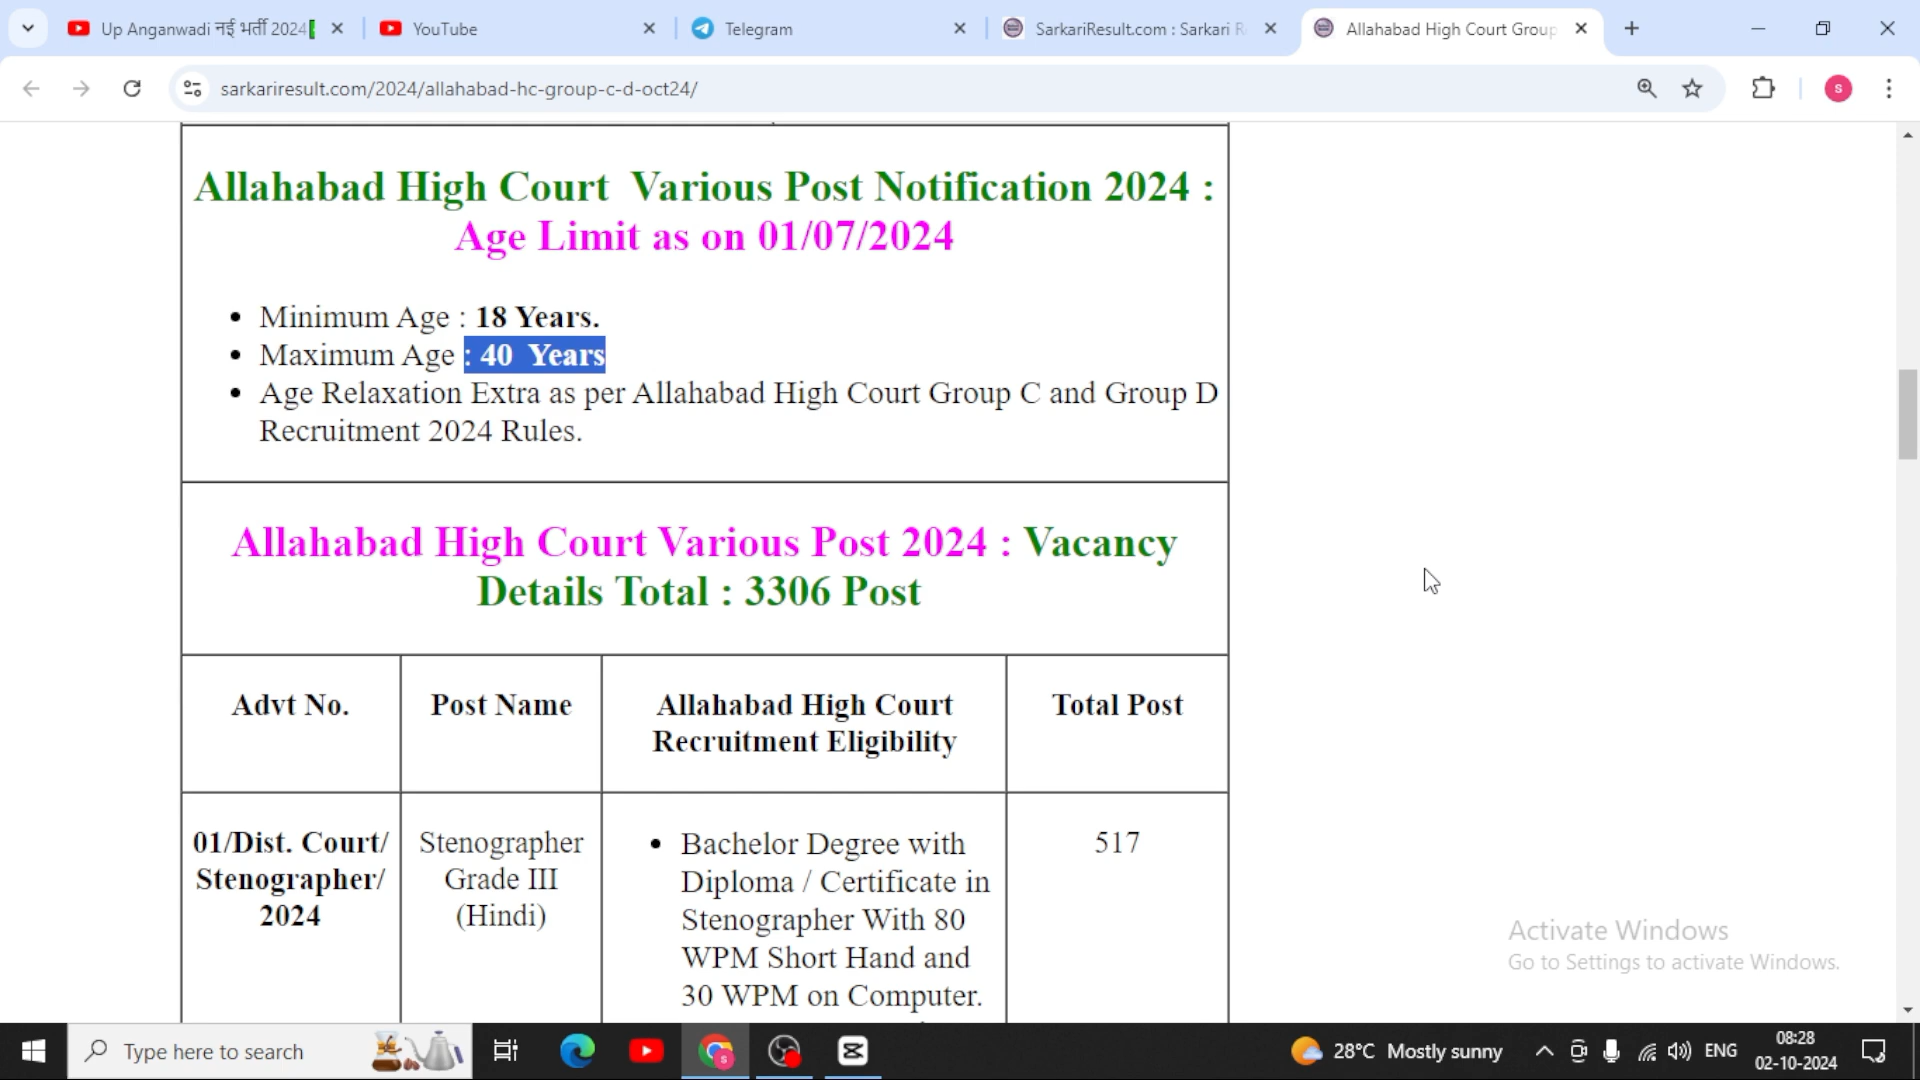 Up Anganwadi नई भर्ती 2024
YouTube
Telegram
SarkariResult.com : Sarkari R
Allahabad High Court Group
sarkariresult.com/2024/allahabad-hc-group-c-d-oct24/
S
Allahabad High Court Various Post Notification 2024 :
Age Limit as on 01/07/2024
Minimum Age : 18 Years.
Maximum Age : 40 Years
Age Relaxation Extra as per Allahabad High Court Group C and Group D
Recruitment 2024 Rules.
Allahabad High Court Various Post 2024 : Vacancy
Details Total : 3306 Post
Advt No.
Post Name
Allahabad High Court
Recruitment Eligibility
Total Post
01/Dist. Court/
Stenographer/
2024
Stenographer
Grade III
(Hindi)
Bachelor Degree with
Diploma / Certificate in
Stenographer With 80
WPM Short Hand and
30 WPM on Computer.
517
Activate Windows
Go to Settings to activate Windows.
Type here to search
28°C Mostly sunny
ENG
08:28
02-10-2024